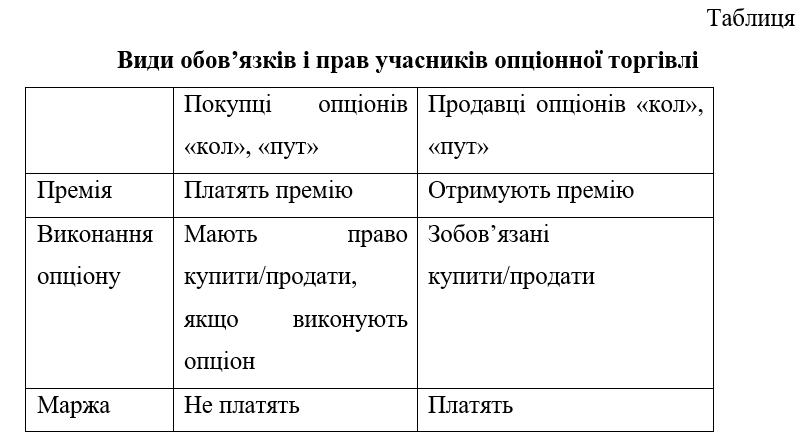 Таблиця
Види обов’язків і прав учасників опціонної торгівлі
Покупці опціонів
«кол», «пут»
Продавці опціонів «кол»,
«пут»
Премія
Платять премію
Отримують премію
Виконання
опціону
Мають право
купити/продати,
якщо виконують
опціон
Зобов’язані
купити/продати
Маржа
Не платять
Платять